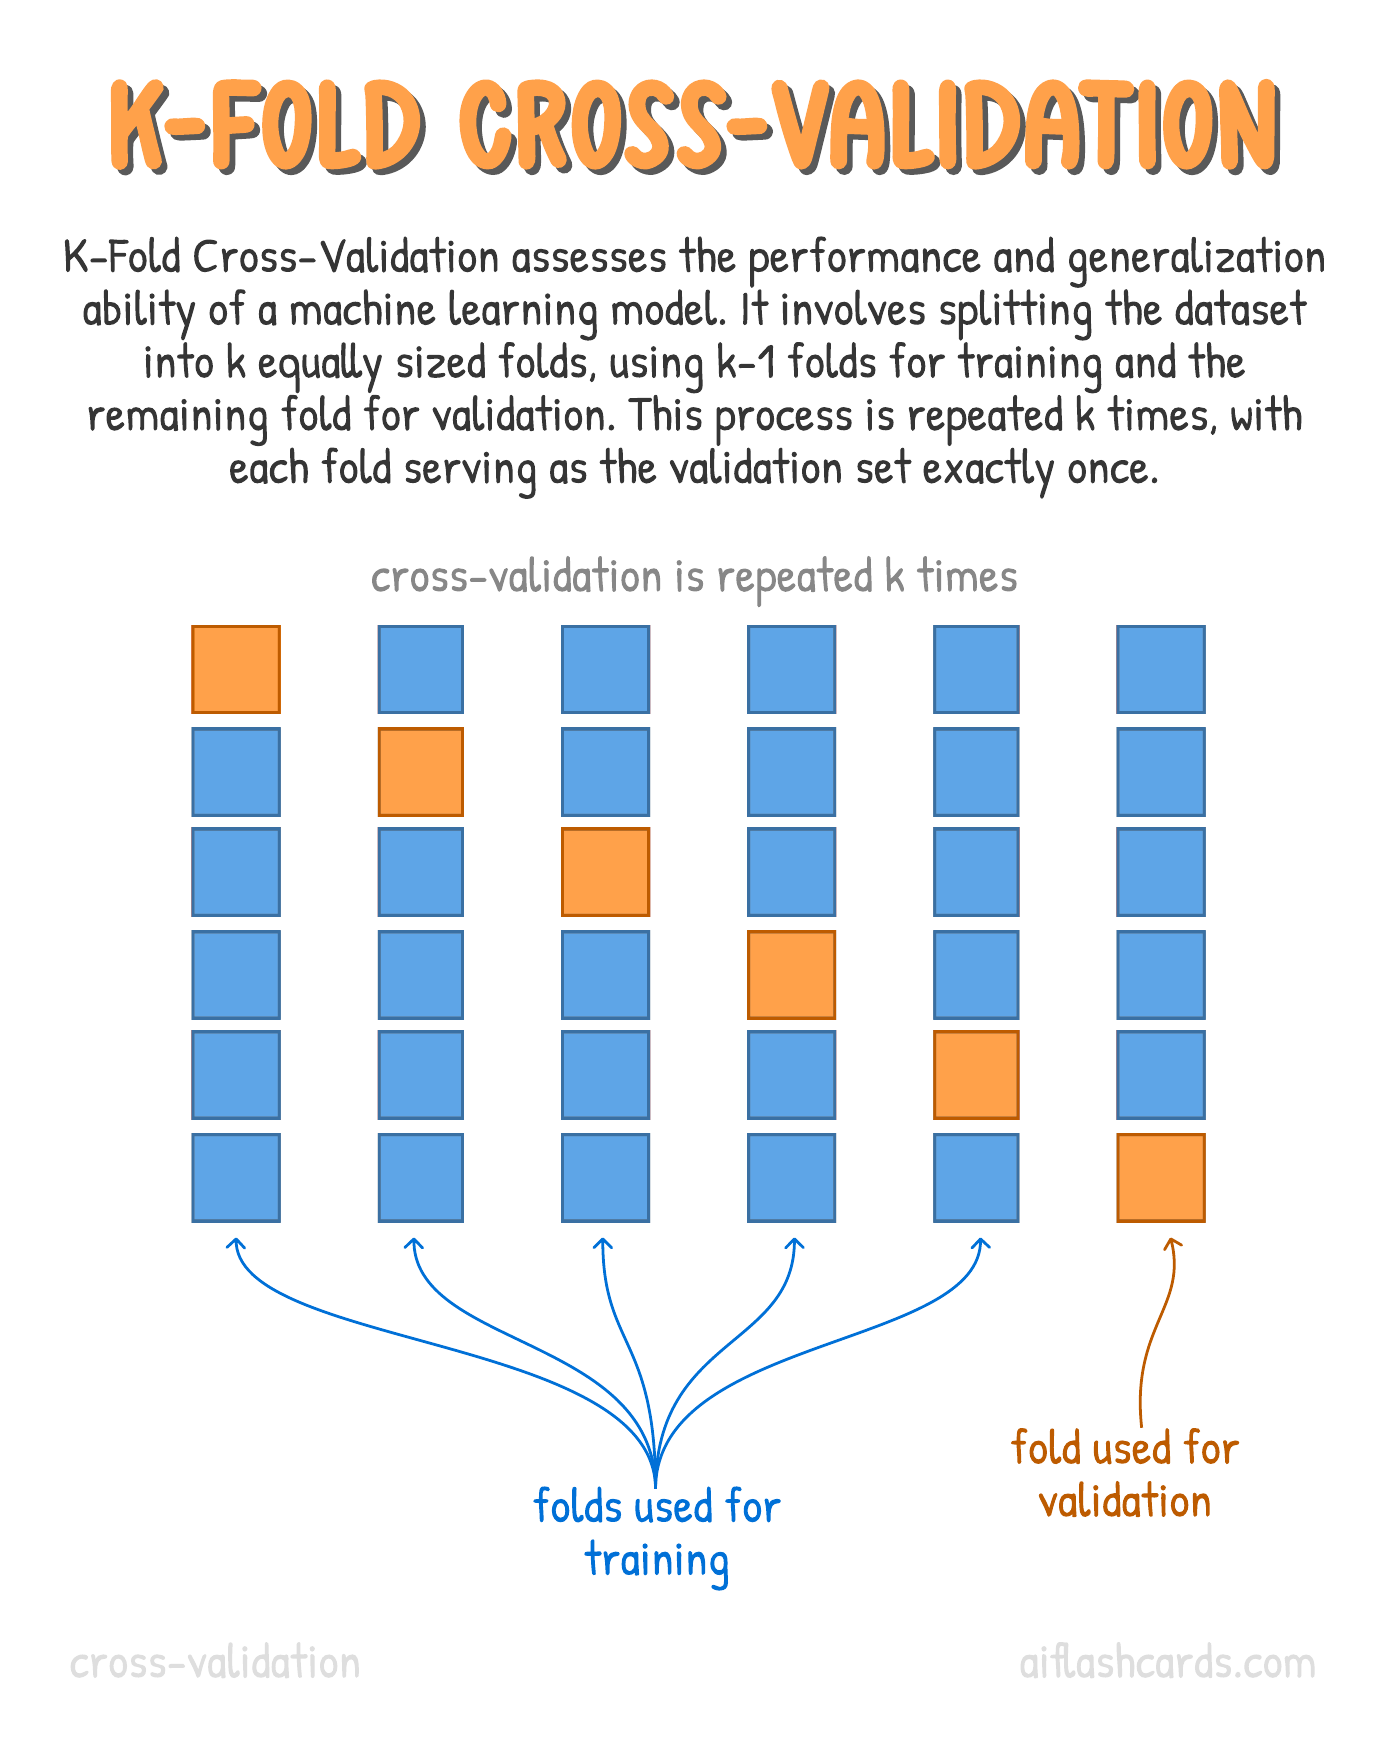 K-FOLD CROSS-VALIDATION
K-Fold Cross-Validation assesses the performance and generalization
ability of a machine learning model. It involves splitting the dataset
into k equally sized folds, using k-1 folds for training and the
remaining fold for validation. This process is repeated k times, with
each fold serving as the validation set exactly once.
cross-validation is repeated k times
fold used for
validation
folds used for
training
cross-validation
aiflashcards.com